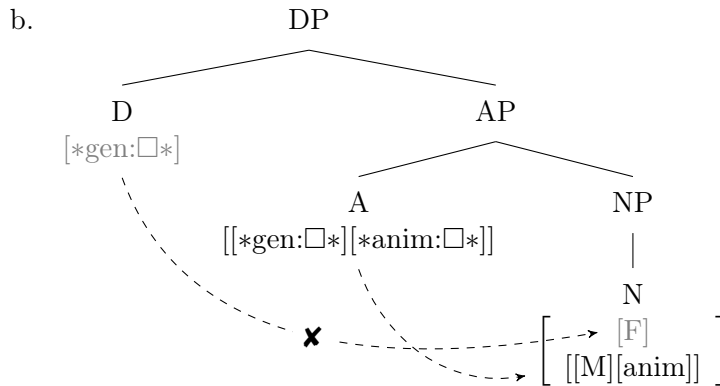 b.
DP
D
AP
[∗gen:□∗]
A
NP
[[∗gen:□∗][∗anim:□∗]]
N
✘
[F]
[[M][anim]]